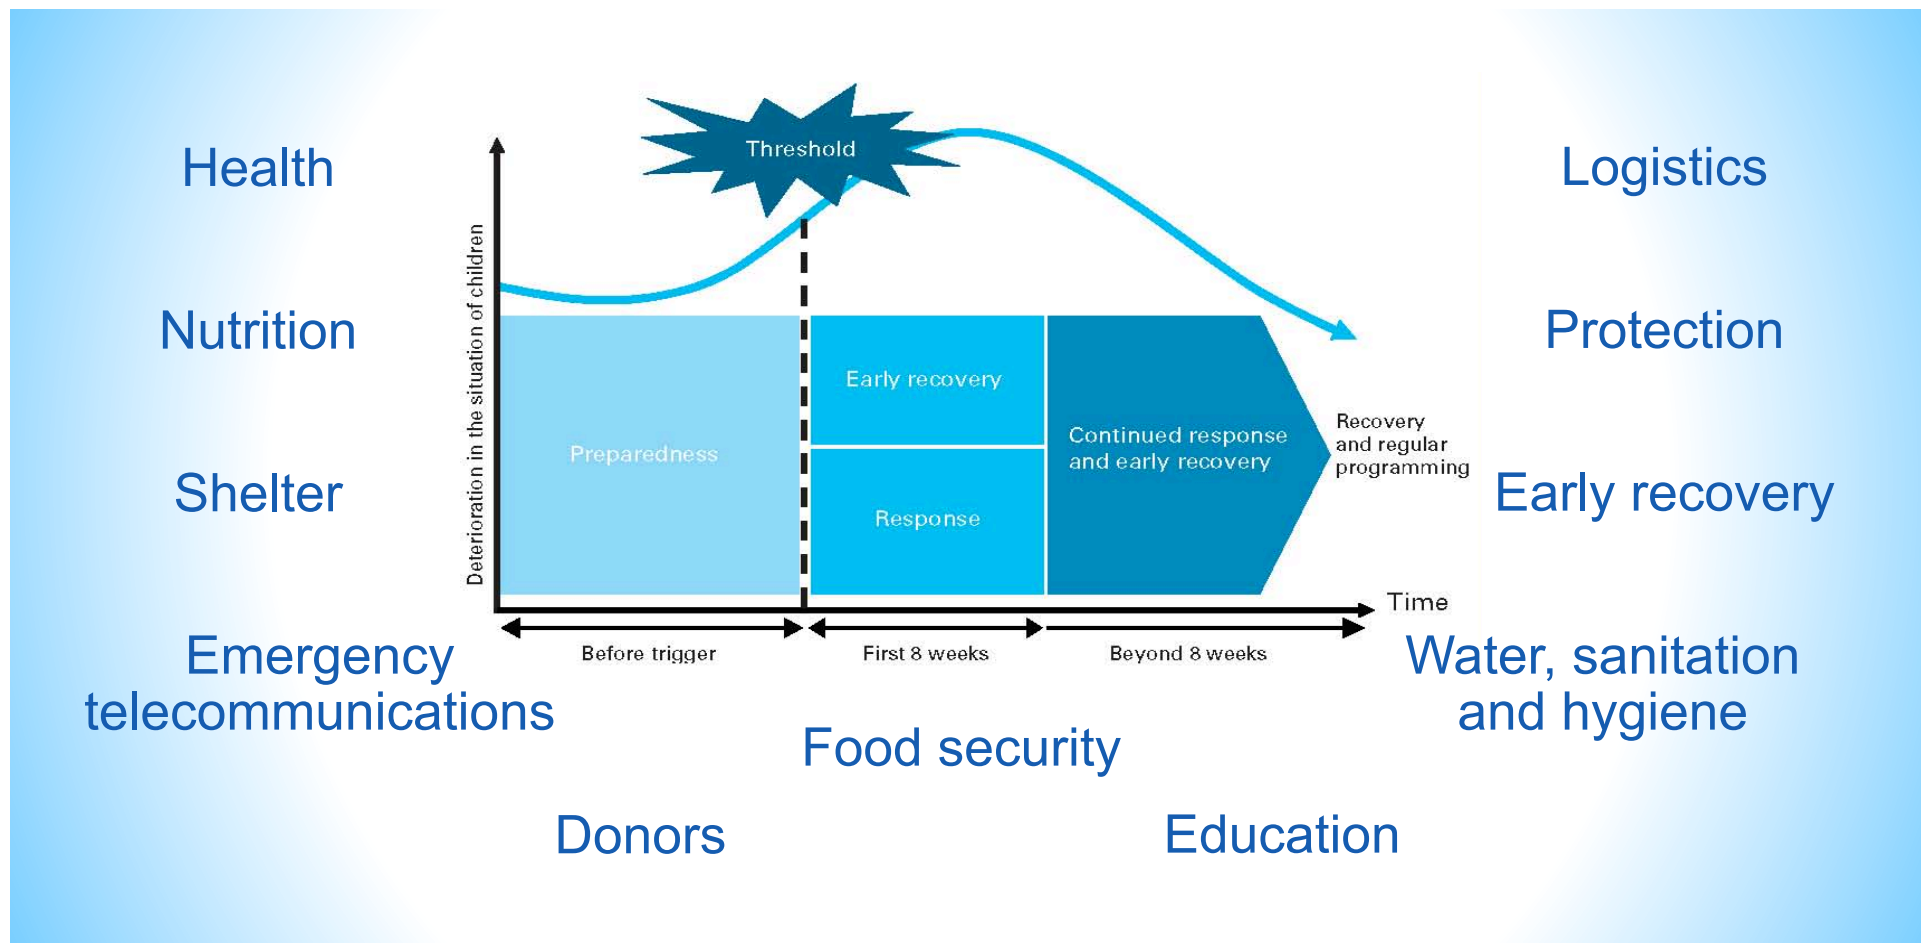 Threshold
Health
Logistics
Deterioration in the situation of children
Nutrition
Protection
Early recovery
Preparedness
Response
Continued response
and early recovery
Recovery
and regular
programming
Shelter
Early recovery
Time
Before trigger
First 8 weeks
Beyond 8 weeks
Emergency
telecommunications
Water, sanitation
and hygiene
Food security
Donors
Education